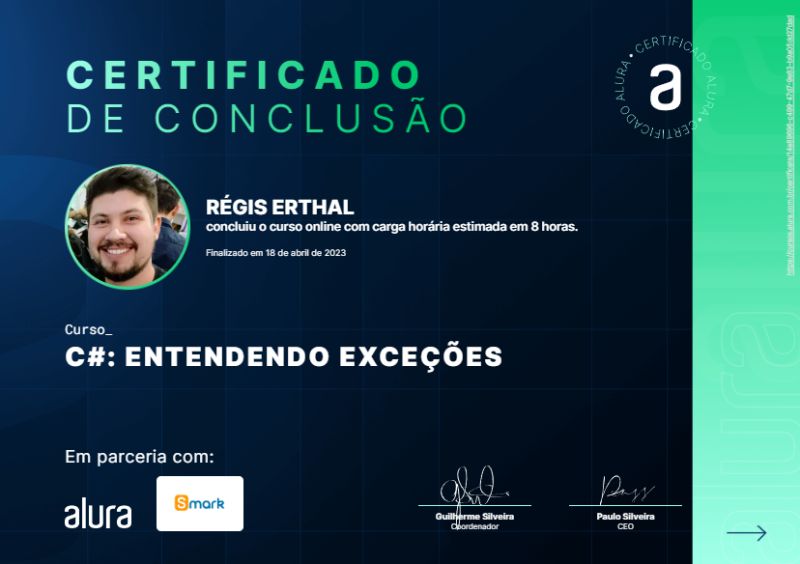 CERTIFICADO
DE CONCLUSÃO
CERTIFICADO ALURA • CERTIFICADO ALURA •
a
RÉGIS ERTHAL
concluiu o curso online com carga horária estimada em 8 horas.
Finalizado em 18 de abril de 2023
Curso_
C#: ENTENDENDO EXCEÇÕES
Em parceria com:
alura
Smark
Guilherme Silveira
Coordenador
Paulo Silveira
CEO
alura